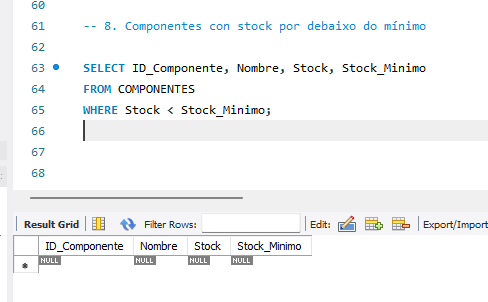 60
61 -- 8. Componentes con stock por debaixo do mínimo
62
63 SELECT ID_Componente, Nombre, Stock, Stock_Minimo
64 FROM COMPONENTES
65 WHERE Stock < Stock_Minimo;
66
67
68
Result Grid Filter Rows: Edit: Export/Import
ID_Componente Nombre Stock Stock_Minimo
* NULL NULL NULL NULL